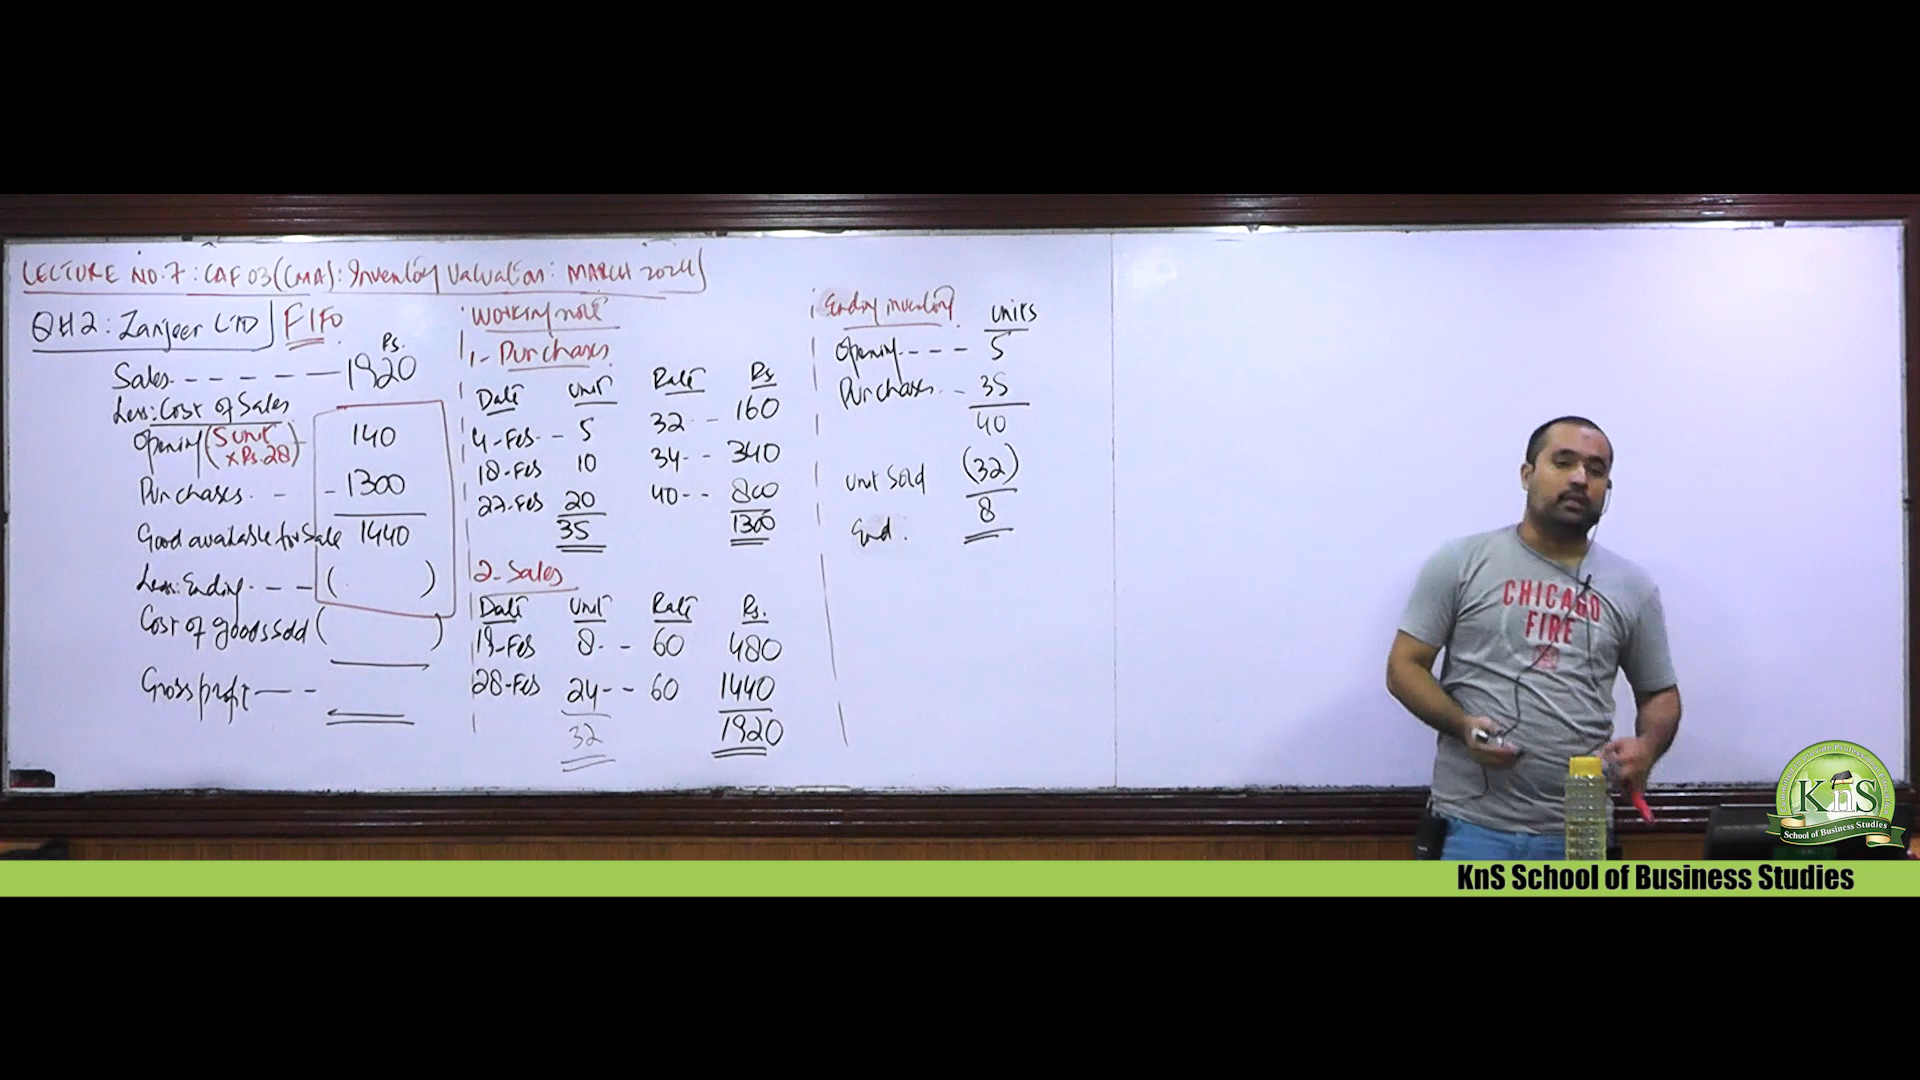 LECTURE NO.7 : CAF 03 (CMA): Inventory Valuation: MARCH 2024
QH2: Zanjeer LTD FIFO
Rs.
Sales. - - - - - 1920
Less: Cost of Sales
Opening (5 unit x Rs.28) - 140
Purchases. - - 1300
Good available for Sale 1440
Less: Ending. - - ( )
Cost of goods sold ( )
Gross profit - -
Working note
1- Purchases
Date Unit Rate Rs
4-Feb - 5 32 - - 160
18-Feb 10 34 - - 340
27-Feb 20 40 - - 800
35 1300
2- Sales
Date Unit Rate Rs.
19-Feb 8 - - 60 480
28-Feb 24 - - 60 1440
32 1920
Ending inventory units
Opening - - - - 5
Purchases - - 35
40
Unit Sold (32)
End. 8
CHICAGO
FIRE
KnS
School of Business Studies
KnS School of Business Studies